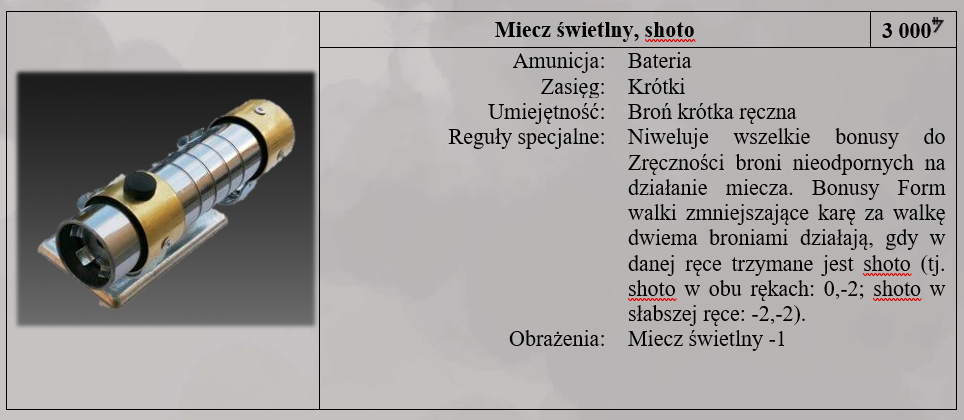 Miecz świetlny, shoto 3 000
Amunicja: Bateria
Zasięg: Krótki
Umiejętność: Broń krótka ręczna
Reguły specjalne: Niweluje wszelkie bonusy do
Zręczności broni nieodpornych na
działanie miecza. Bonusy Form
walki zmniejszające karę za walkę
dwiema broniami działają, gdy w
danej ręce trzymane jest shoto (tj.
shoto w obu rękach: 0,-2; shoto w
słabszej ręce: -2,-2).
Obrażenia: Miecz świetlny -1